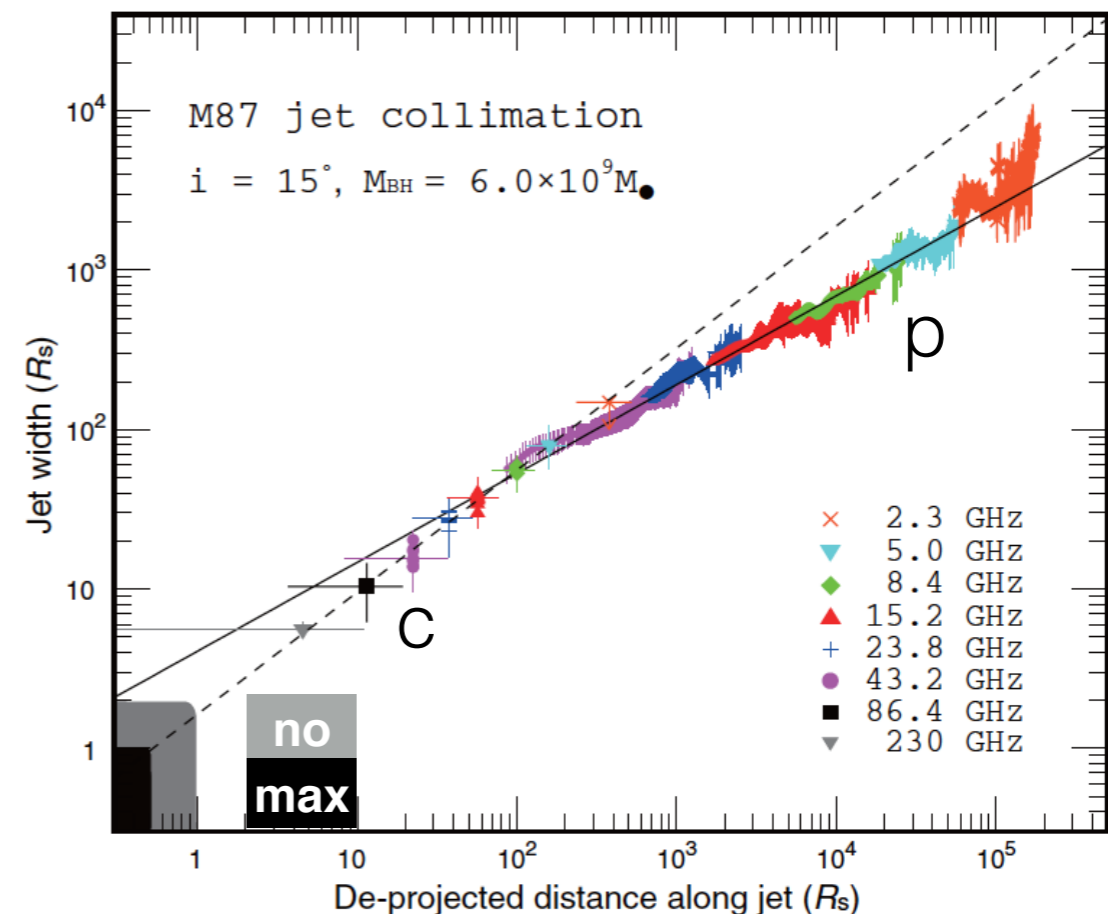 M87 jet collimation
i = 15°, MBH = 6.0×10⁹M●
Jet width (Rs)
10⁴
10³
10²
10
1
p
C
no
max
2.3 GHz
5.0 GHz
8.4 GHz
15.2 GHz
23.8 GHz
43.2 GHz
86.4 GHz
230 GHz
1 10 10² 10³ 10⁴ 10⁵
De-projected distance along jet (Rs)